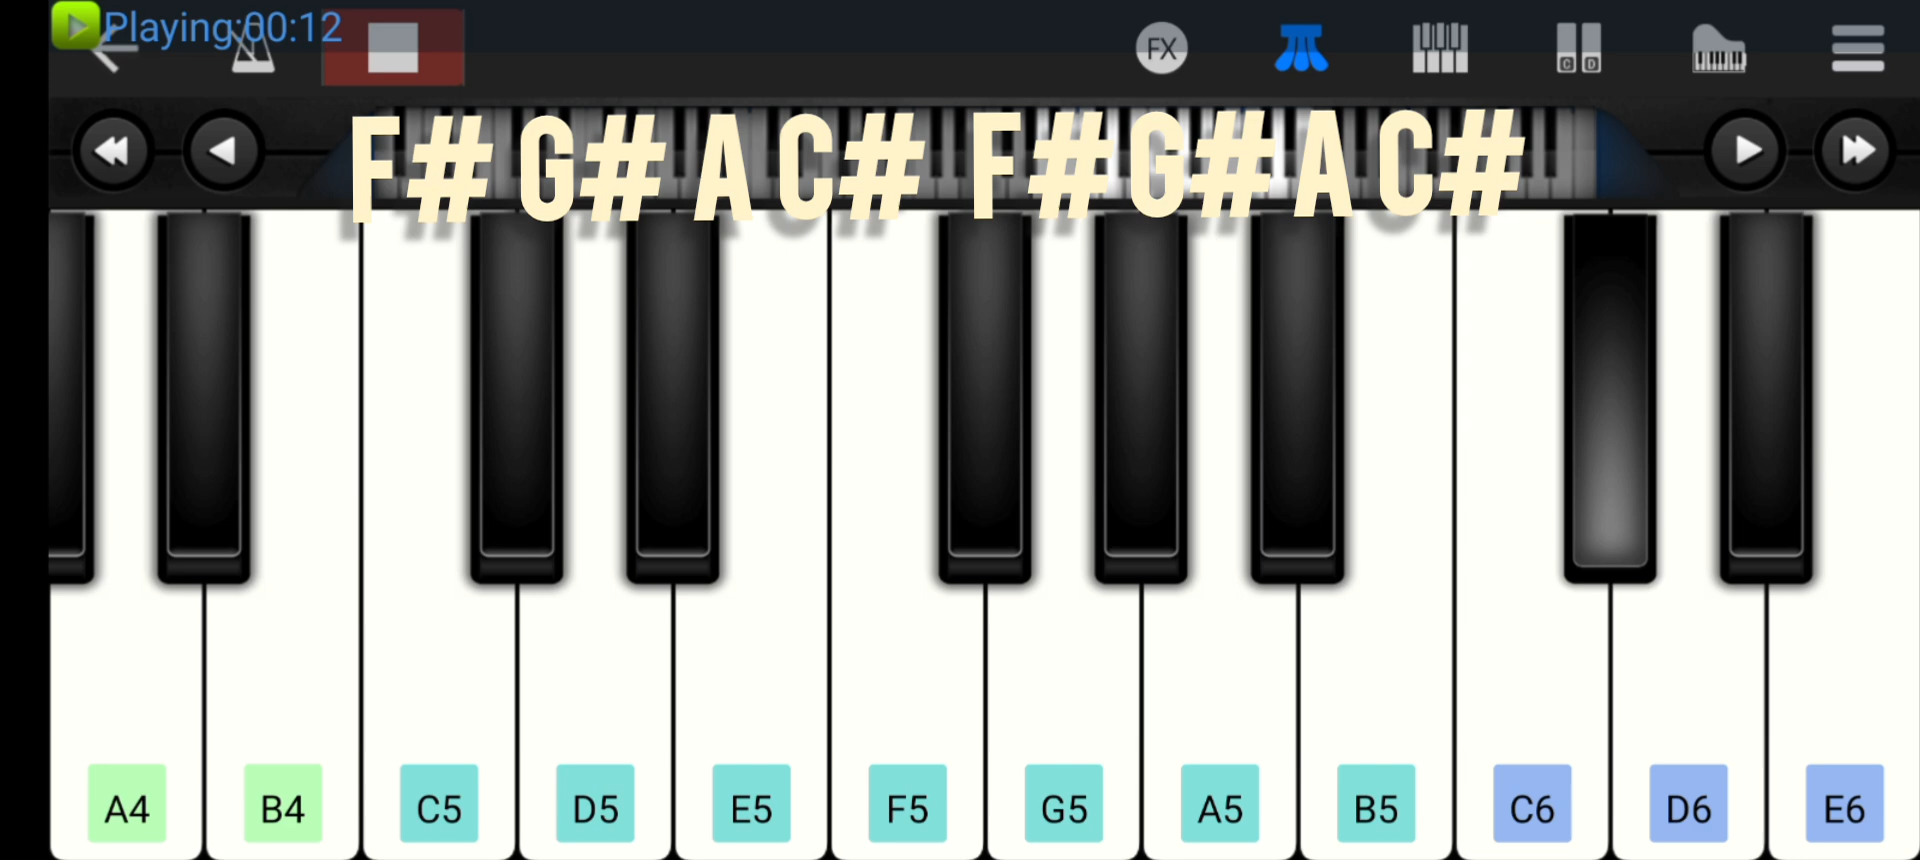 Playing:00:12
FX
C D
F# G# A C# F# G# A C#
A4 B4 C5 D5 E5 F5 G5 A5 B5 C6 D6 E6